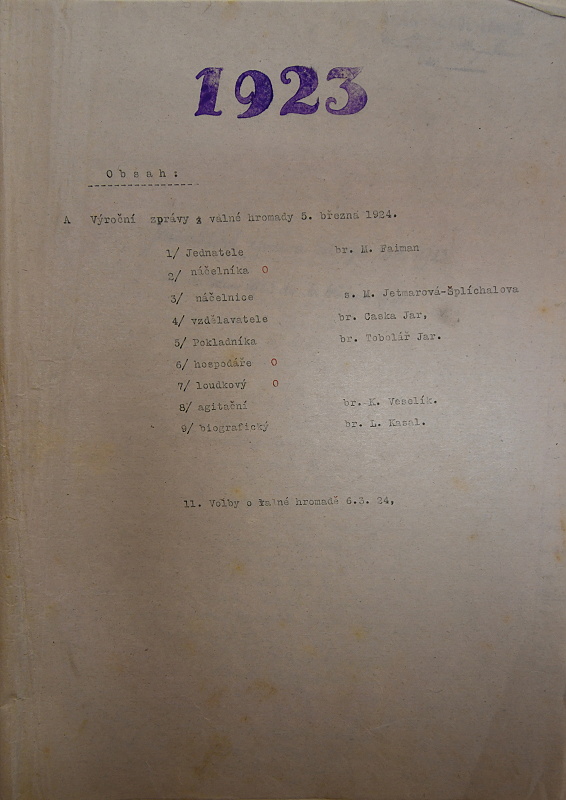 1923
Obsah:
A Výroční zprávy z valné hromady 5. března 1924.
1/ Jednatele br. M. Faiman
2/ náčelníka O
3/ náčelnice s. M. Jetmarová-Šplíchalova
4/ vzdělavatele br. Caska Jar,
5/ Pokladníka br. Tobolář Jar.
6/ hospodáře O
7/ loudkový O
8/ agitační br. K. Veselík.
9/ biografický br. L. Kasal.
11. Volby o valné hromadě 6.3. 24,